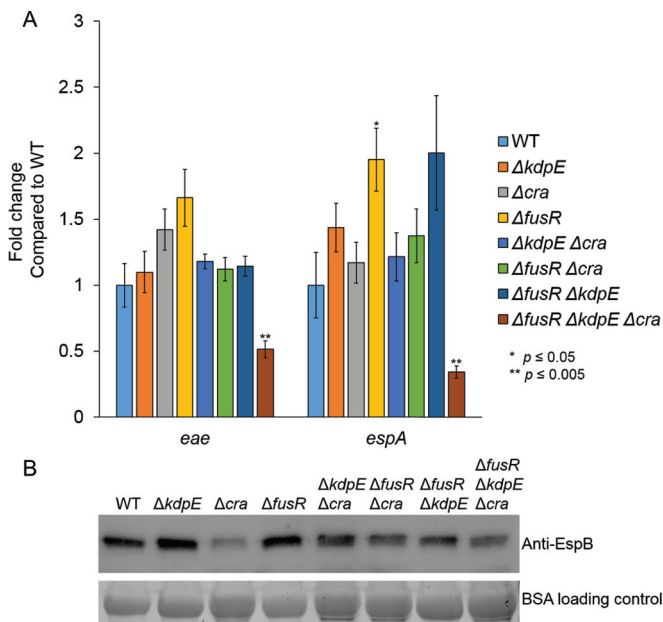 A
3
2.5
2
1.5
1
0.5
0
Fold change
Compared to WT
*
**
**
eae
espA
WT
ΔkdpE
Δcra
ΔfusR
ΔkdpE Δcra
ΔfusR Δcra
ΔfusR ΔkdpE
ΔfusR ΔkdpE Δcra
* p ≤ 0.05
** p ≤ 0.005
B
WT
ΔkdpE
Δcra
ΔfusR
ΔkdpE
Δcra
ΔfusR
Δcra
ΔfusR
ΔkdpE
ΔfusR
ΔkdpE
Δcra
Anti-EspB
BSA loading control